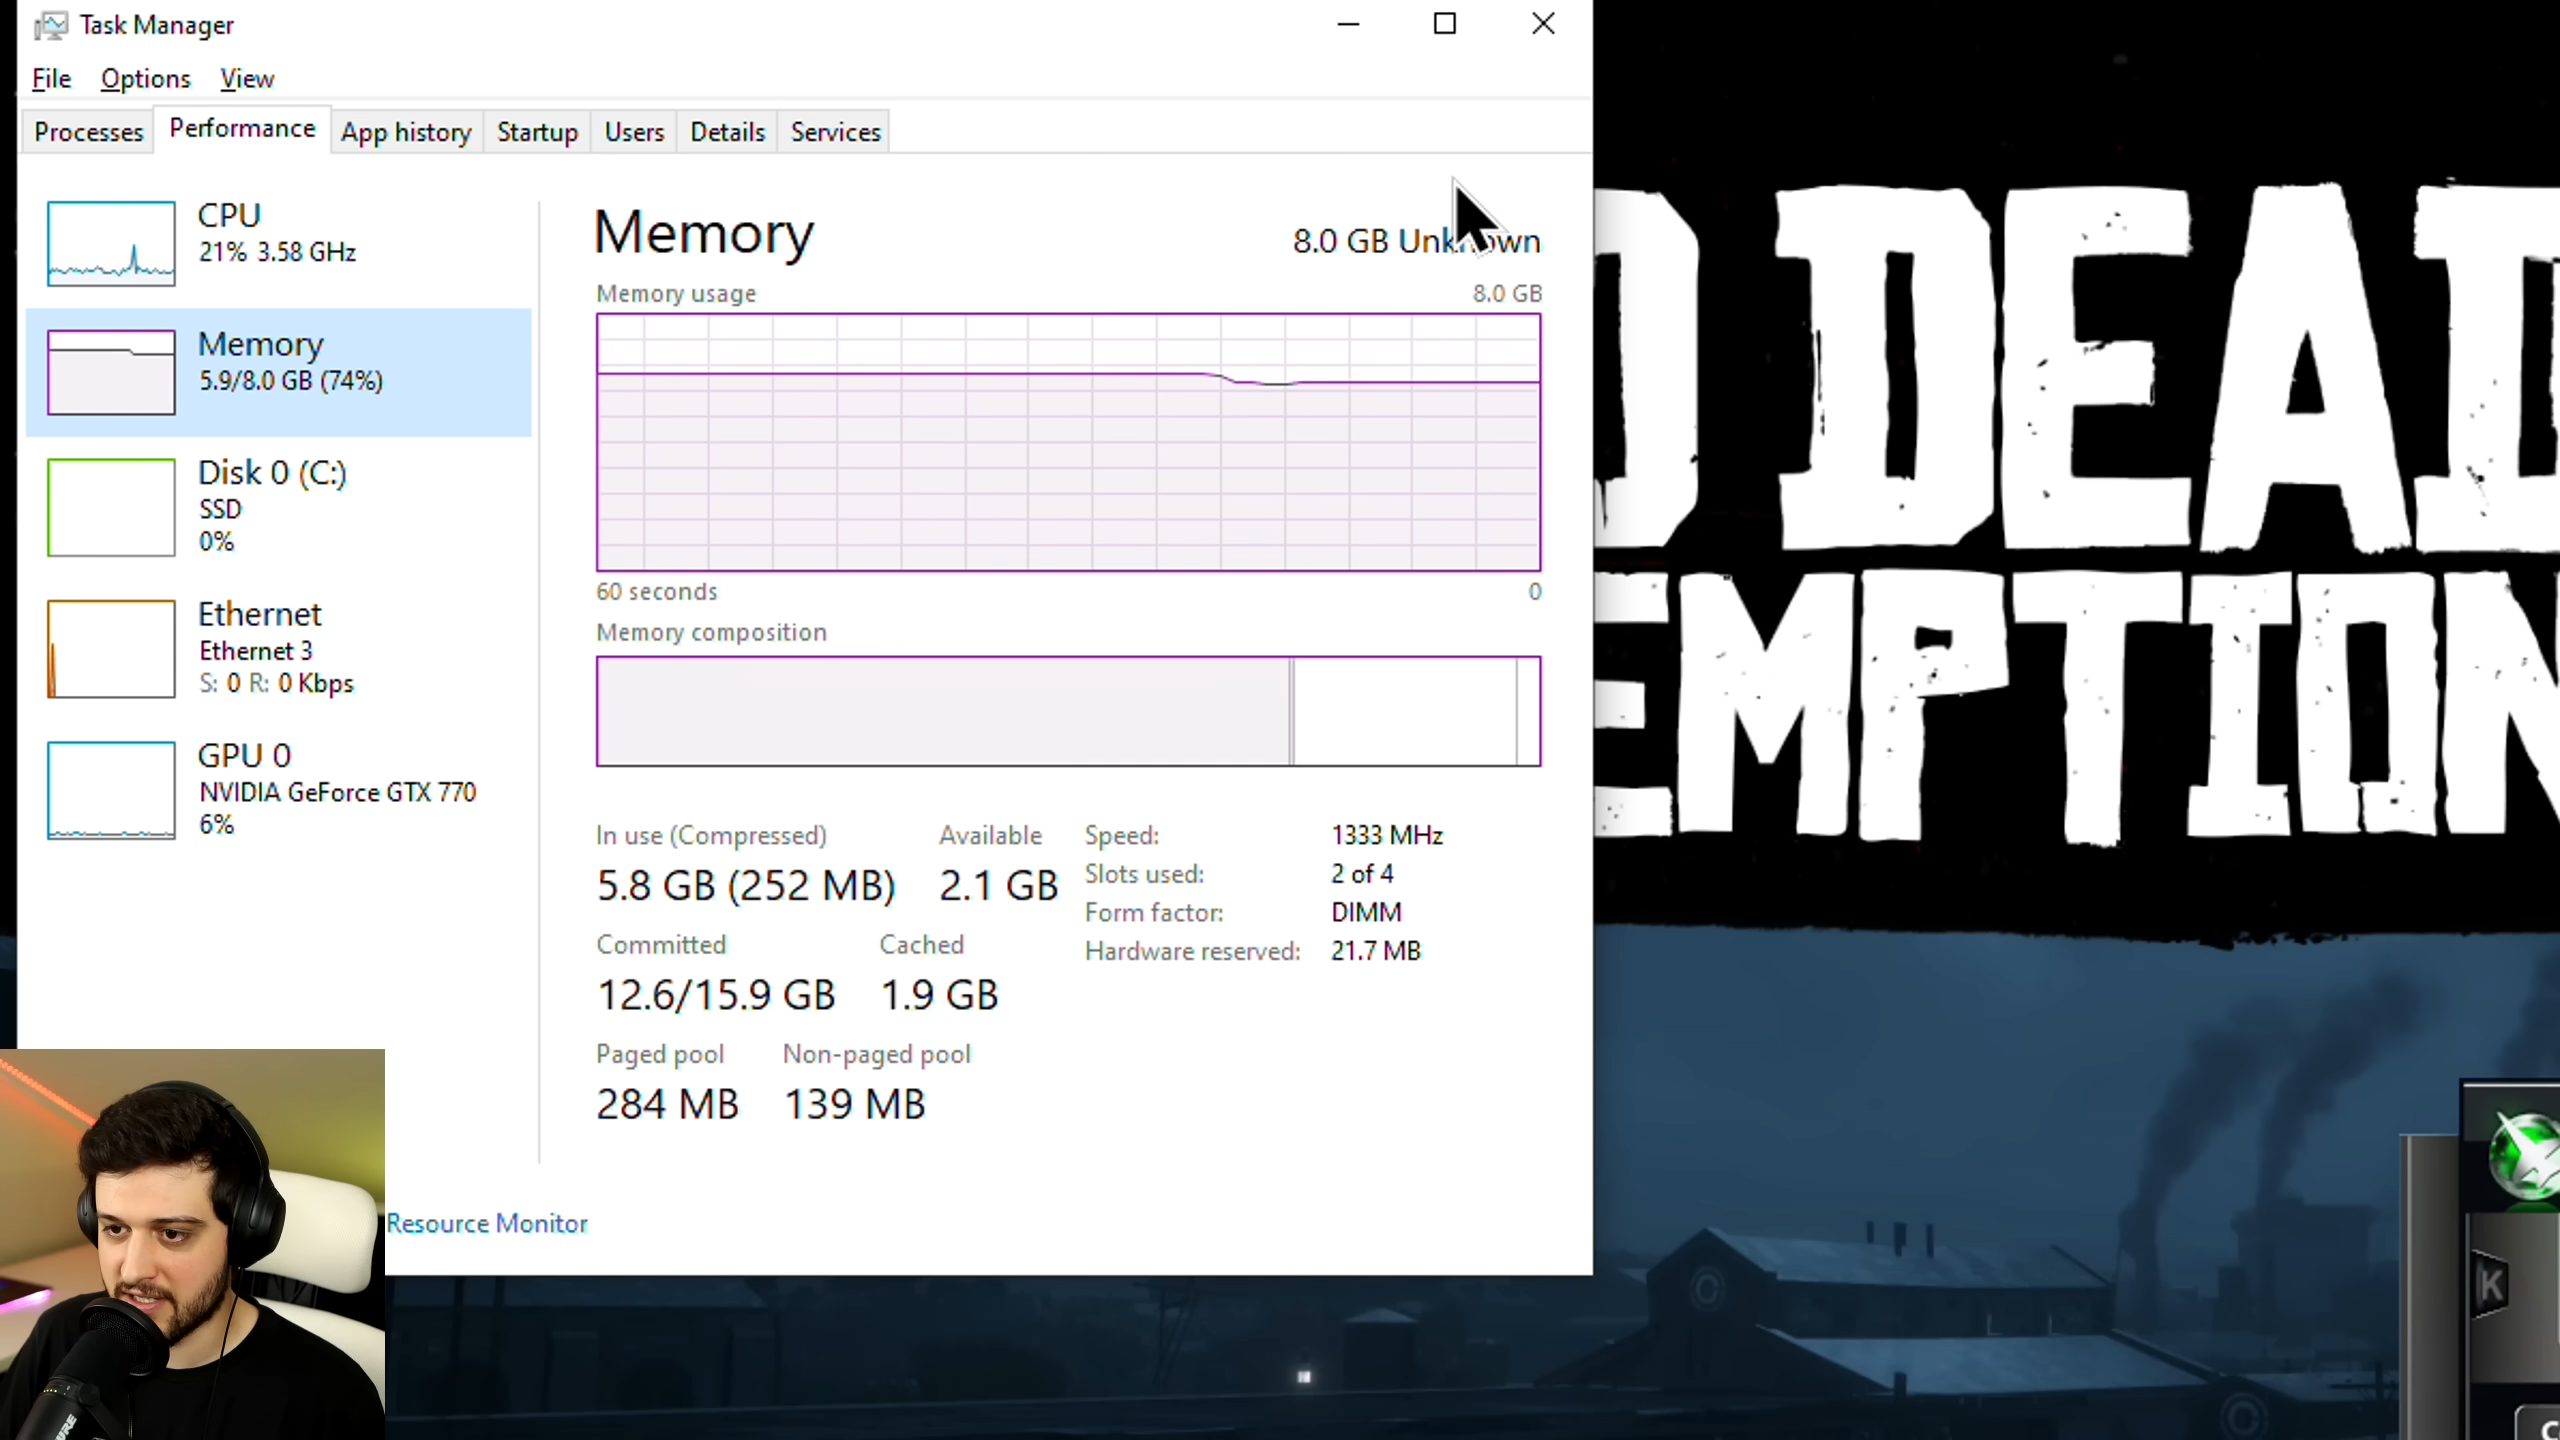 Task Manager
File Options View
Processes Performance App history Startup Users Details Services
CPU
21% 3.58 GHz
Memory
5.9/8.0 GB (74%)
Disk 0 (C:)
SSD
0%
Ethernet
Ethernet 3
S: 0 R: 0 Kbps
GPU 0
NVIDIA GeForce GTX 770
6%
Memory 8.0 GB Unknown
Memory usage 8.0 GB
60 seconds 0
Memory composition
In use (Compressed) Available
5.8 GB (252 MB) 2.1 GB
Committed Cached
12.6/15.9 GB 1.9 GB
Paged pool Non-paged pool
284 MB 139 MB
Speed: 1333 MHz
Slots used: 2 of 4
Form factor: DIMM
Hardware reserved: 21.7 MB
Resource Monitor
D DEAD
EMPTION
K